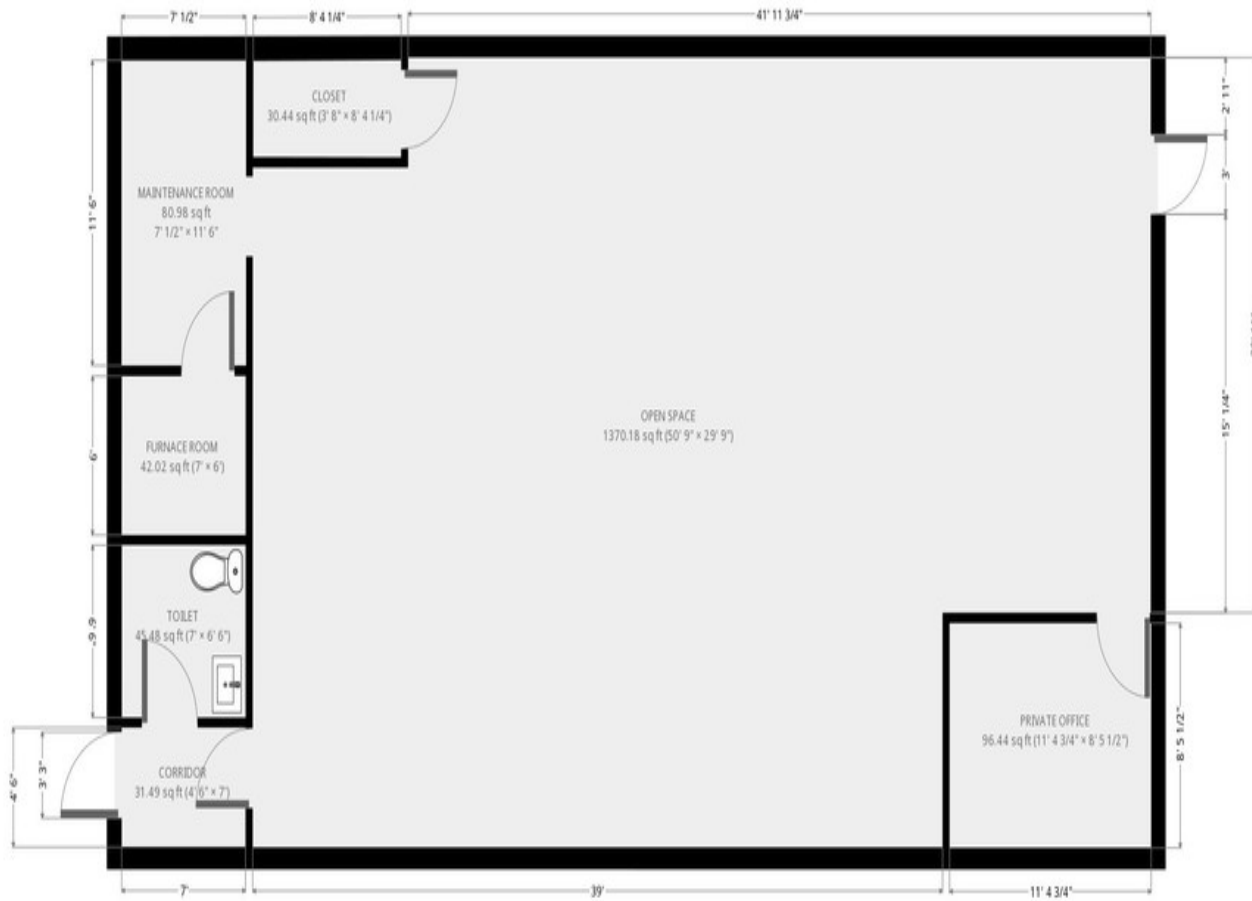 7' 1/2"
8' 4 1/4"
41' 11 3/4"
CLOSET
30.44 sq ft (3' 8" × 8' 4 1/4")
2' 11"
3'
MAINTENANCE ROOM
80.98 sq ft
7' 1/2" × 11' 6"
11' 6"
15' 1/4"
OPEN SPACE
1370.18 sq ft (50' 9" × 29' 9")
FURNACE ROOM
42.02 sq ft (7' × 6')
6'
TOILET
45.48 sq ft (7' × 6' 6")
6' 6"
PRIVATE OFFICE
96.44 sq ft (11' 4 3/4" × 8' 5 1/2")
8' 5 1/2"
CORRIDOR
31.49 sq ft (4' 6" × 7')
4' 6"
3' 3"
7'
39'
11' 4 3/4"